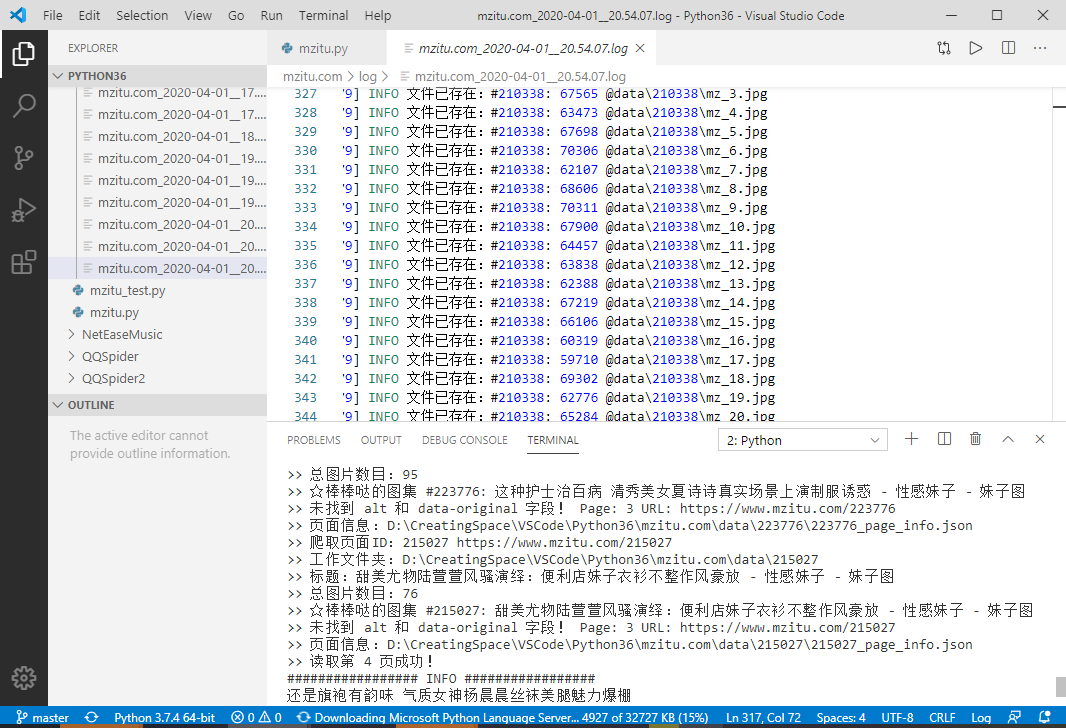 File Edit Selection View Go Run Terminal Help mzitu.com_2020-04-01__20.54.07.log - Python36 - Visual Studio Code
EXPLORER
PYTHON36
mzitu.com_2020-04-01__17....
mzitu.com_2020-04-01__17....
mzitu.com_2020-04-01__18....
mzitu.com_2020-04-01__19....
mzitu.com_2020-04-01__19....
mzitu.com_2020-04-01__19....
mzitu.com_2020-04-01__20....
mzitu.com_2020-04-01__20....
mzitu.com_2020-04-01__20....
mzitu_test.py
mzitu.py
NetEaseMusic
QQSpider
QQSpider2
OUTLINE
The active editor cannot
provide outline information.
mzitu.py mzitu.com_2020-04-01__20.54.07.log
mzitu.com > log > mzitu.com_2020-04-01__20.54.07.log
327 '9] INFO 文件已存在：#210338: 67565 @data\210338\mz_3.jpg
328 '9] INFO 文件已存在：#210338: 63473 @data\210338\mz_4.jpg
329 '9] INFO 文件已存在：#210338: 67698 @data\210338\mz_5.jpg
330 '9] INFO 文件已存在：#210338: 70306 @data\210338\mz_6.jpg
331 '9] INFO 文件已存在：#210338: 62107 @data\210338\mz_7.jpg
332 '9] INFO 文件已存在：#210338: 68606 @data\210338\mz_8.jpg
333 '9] INFO 文件已存在：#210338: 70311 @data\210338\mz_9.jpg
334 '9] INFO 文件已存在：#210338: 67900 @data\210338\mz_10.jpg
335 '9] INFO 文件已存在：#210338: 64457 @data\210338\mz_11.jpg
336 '9] INFO 文件已存在：#210338: 63838 @data\210338\mz_12.jpg
337 '9] INFO 文件已存在：#210338: 62388 @data\210338\mz_13.jpg
338 '9] INFO 文件已存在：#210338: 67219 @data\210338\mz_14.jpg
339 '9] INFO 文件已存在：#210338: 66106 @data\210338\mz_15.jpg
340 '9] INFO 文件已存在：#210338: 60319 @data\210338\mz_16.jpg
341 '9] INFO 文件已存在：#210338: 59710 @data\210338\mz_17.jpg
342 '9] INFO 文件已存在：#210338: 69302 @data\210338\mz_18.jpg
343 '9] INFO 文件已存在：#210338: 62776 @data\210338\mz_19.jpg
344 '9] INFO 文件已存在：#210338: 65284 @data\210338\mz_20.jpg
PROBLEMS OUTPUT DEBUG CONSOLE TERMINAL 2: Python
>> 总图片数目：95
>> ☆棒棒哒的图集 #223776: 这种护士治百病 清秀美女夏诗诗真实场景上演制服诱惑 - 性感妹子 - 妹子图
>> 未找到 alt 和 data-original 字段！ Page: 3 URL: https://www.mzitu.com/223776
>> 页面信息：D:\CreatingSpace\VSCode\Python36\mzitu.com\data\223776\223776_page_info.json
>> 爬取页面ID：215027 https://www.mzitu.com/215027
>> 工作文件夹：D:\CreatingSpace\VSCode\Python36\mzitu.com\data\215027
>> 标题：甜美尤物陆萱萱风骚演绎：便利店妹子衣衫不整作风豪放 - 性感妹子 - 妹子图
>> 总图片数目：76
>> ☆棒棒哒的图集 #215027: 甜美尤物陆萱萱风骚演绎：便利店妹子衣衫不整作风豪放 - 性感妹子 - 妹子图
>> 未找到 alt 和 data-original 字段！ Page: 3 URL: https://www.mzitu.com/215027
>> 页面信息：D:\CreatingSpace\VSCode\Python36\mzitu.com\data\215027\215027_page_info.json
>> 读取第 4 页成功！
################# INFO #################
还是旗袍有韵味 气质女神杨晨晨丝袜美腿魅力爆棚
master Python 3.7.4 64-bit 0 0 Downloading Microsoft Python Language Server... 4927 of 32727 KB (15%) Ln 317, Col 72 Spaces: 4 UTF-8 CRLF Log